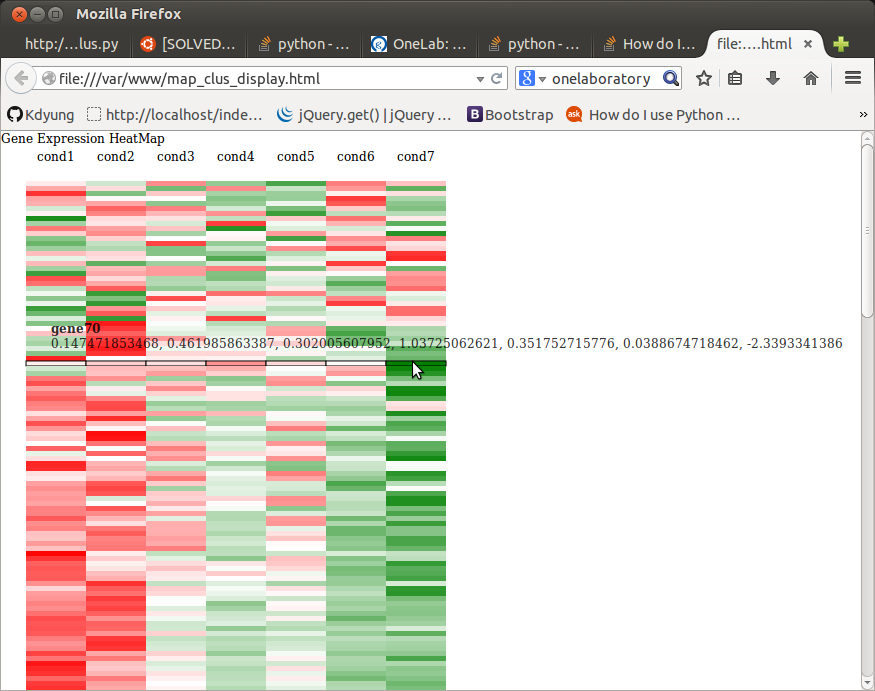 Mozilla Firefox
http:/...lus.py
[SOLVED...
python - ...
OneLab: ...
python - ...
How do I...
file:....html
file:///var/www/map_clus_display.html
8
onelaboratory
Kdyung
http://localhost/inde...
jQuery.get() | jQuery ...
B Bootstrap
ask How do I use Python ...
»
Gene Expression HeatMap
cond1 cond2 cond3 cond4 cond5 cond6 cond7
gene70
0.147471853468, 0.461985863387, 0.302005607952, 1.03725062621, 0.351752715776, 0.0388674718462, -2.3393341386